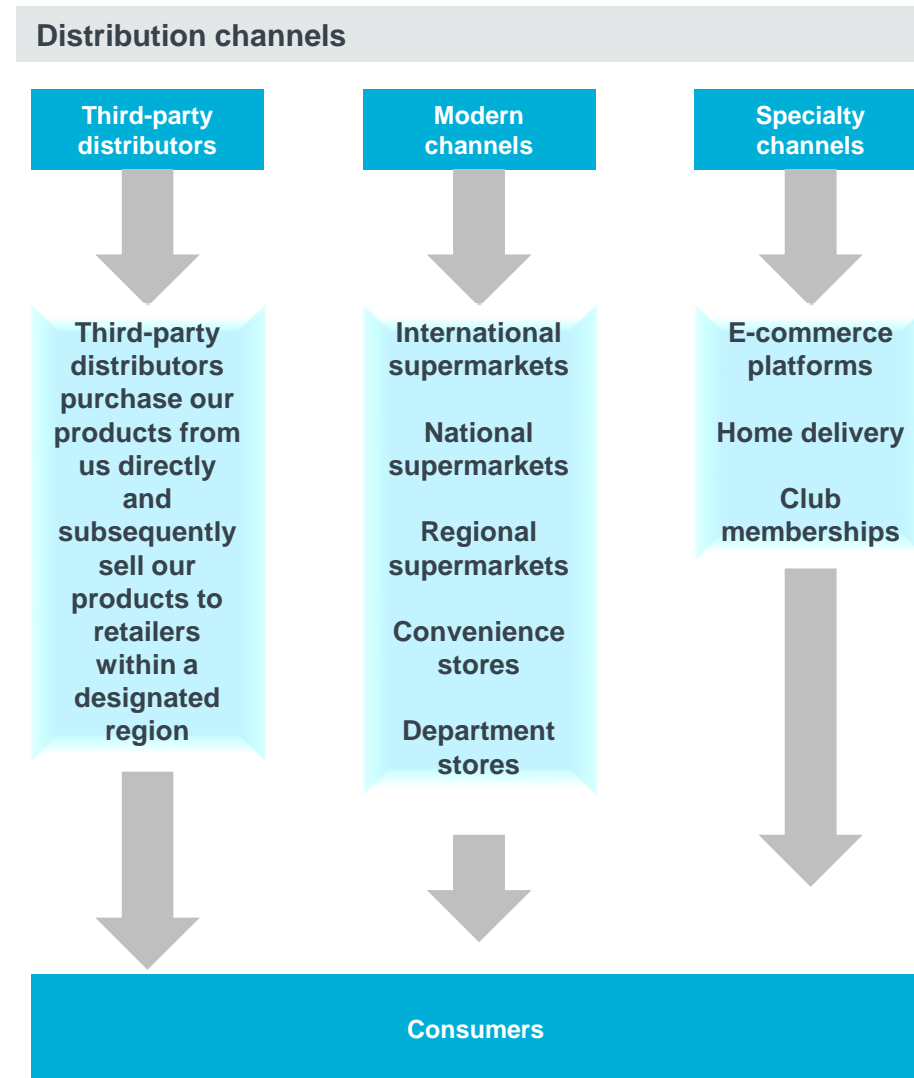 Distribution channels
Third-party
distributors
Modern
channels
Specialty
channels
Third-party
distributors
purchase our
products from
us directly
and
subsequently
sell our
products to
retailers
within a
designated
region
International
supermarkets
National
supermarkets
Regional
supermarkets
Convenience
stores
Department
stores
E-commerce
platforms
Home delivery
Club
memberships
Consumers